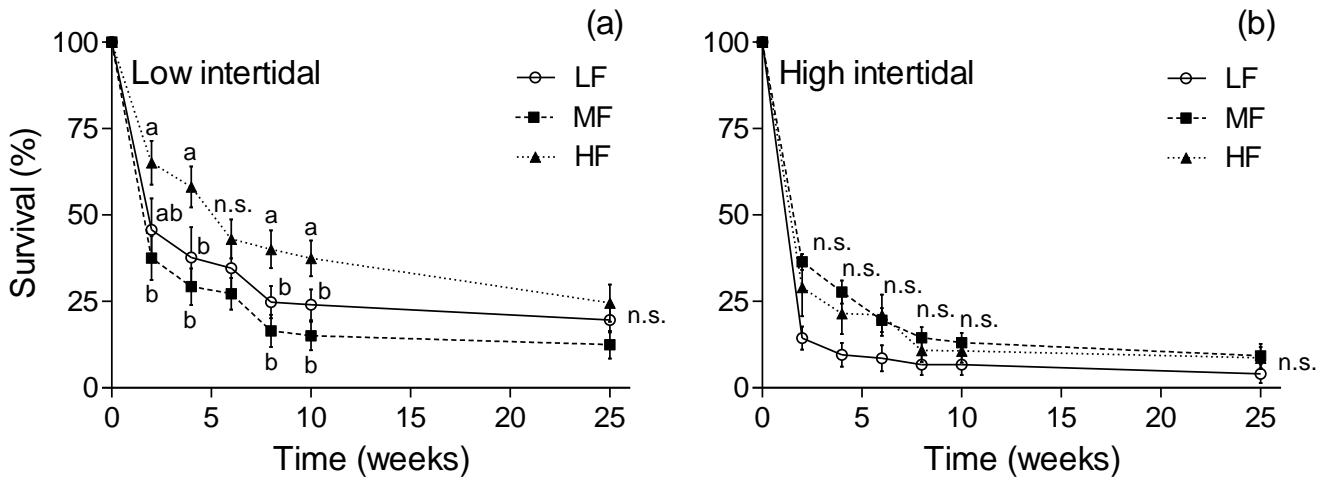 (a)
Low intertidal
LF
MF
HF
Survival (%)
100
75
50
25
0
a
a
n.s.
a
a
ab
b
b
b
b
b
b
b
n.s.
0 5 10 15 20 25
Time (weeks)
(b)
High intertidal
LF
MF
HF
100
75
50
25
0
n.s.
n.s.
n.s.
n.s.
n.s.
n.s.
0 5 10 15 20 25
Time (weeks)